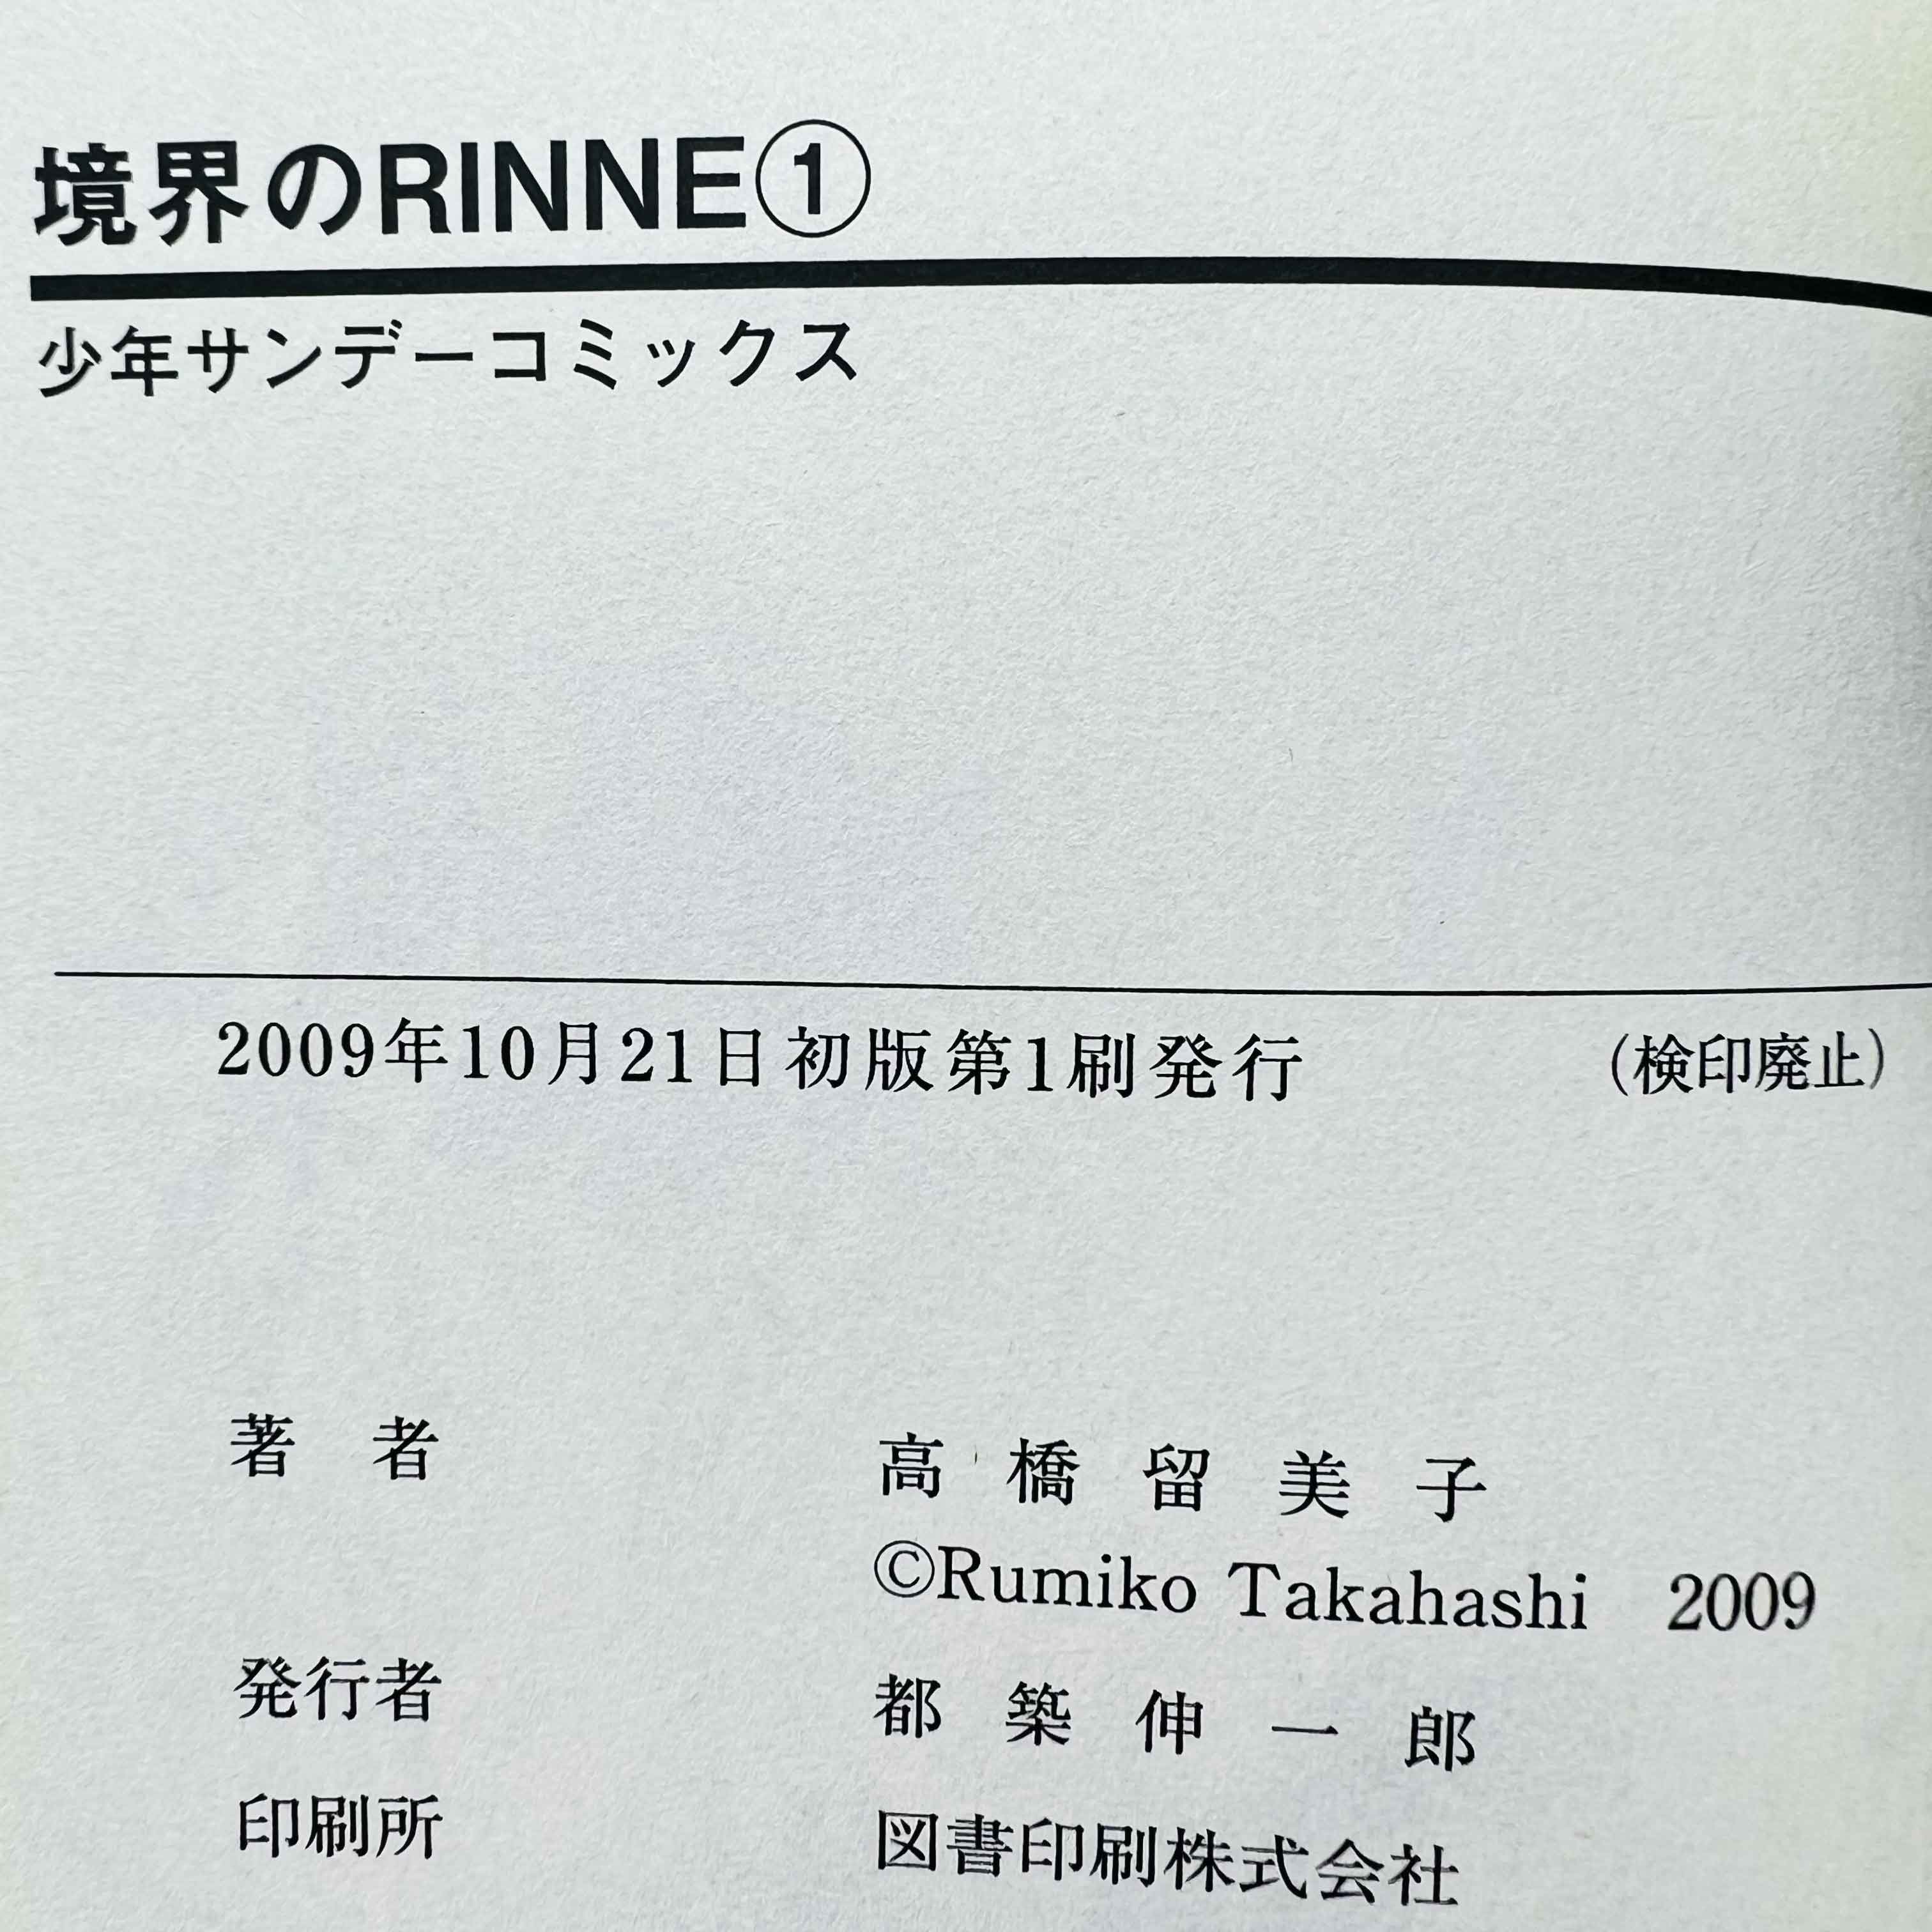 境界のRINNE①
少年サンデーコミックス
2009年10月21日初版第1刷発行 (検印廃止)
著 者 高橋留美子
©Rumiko Takahashi 2009
発行者 都築伸一郎
印刷所 図書印刷株式会社